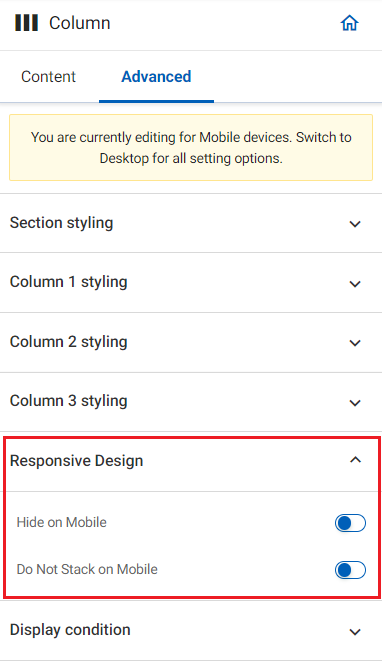 Column
Content Advanced
You are currently editing for Mobile devices. Switch to
Desktop for all setting options.
Section styling
Column 1 styling
Column 2 styling
Column 3 styling
Responsive Design
Hide on Mobile
Do Not Stack on Mobile
Display condition